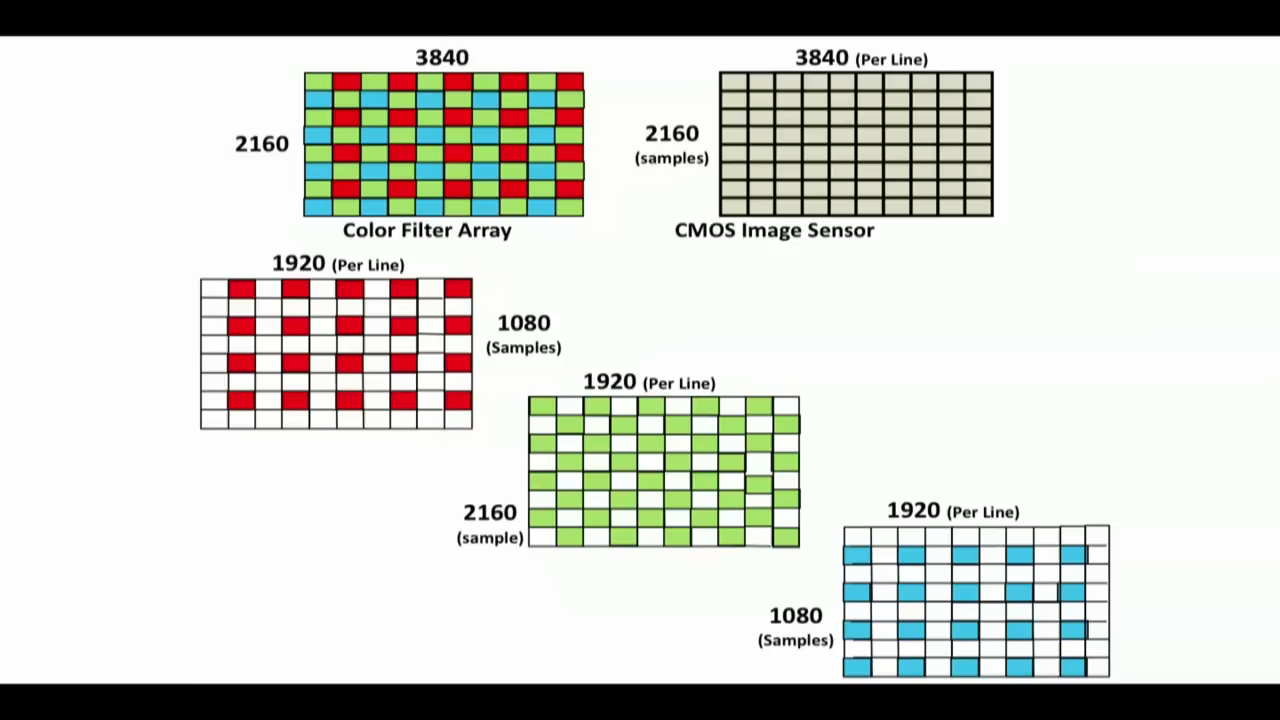 3840
2160
Color Filter Array
3840 (Per Line)
2160
(samples)
CMOS Image Sensor
1920 (Per Line)
1080
(Samples)
1920 (Per Line)
2160
(sample)
1920 (Per Line)
1080
(Samples)